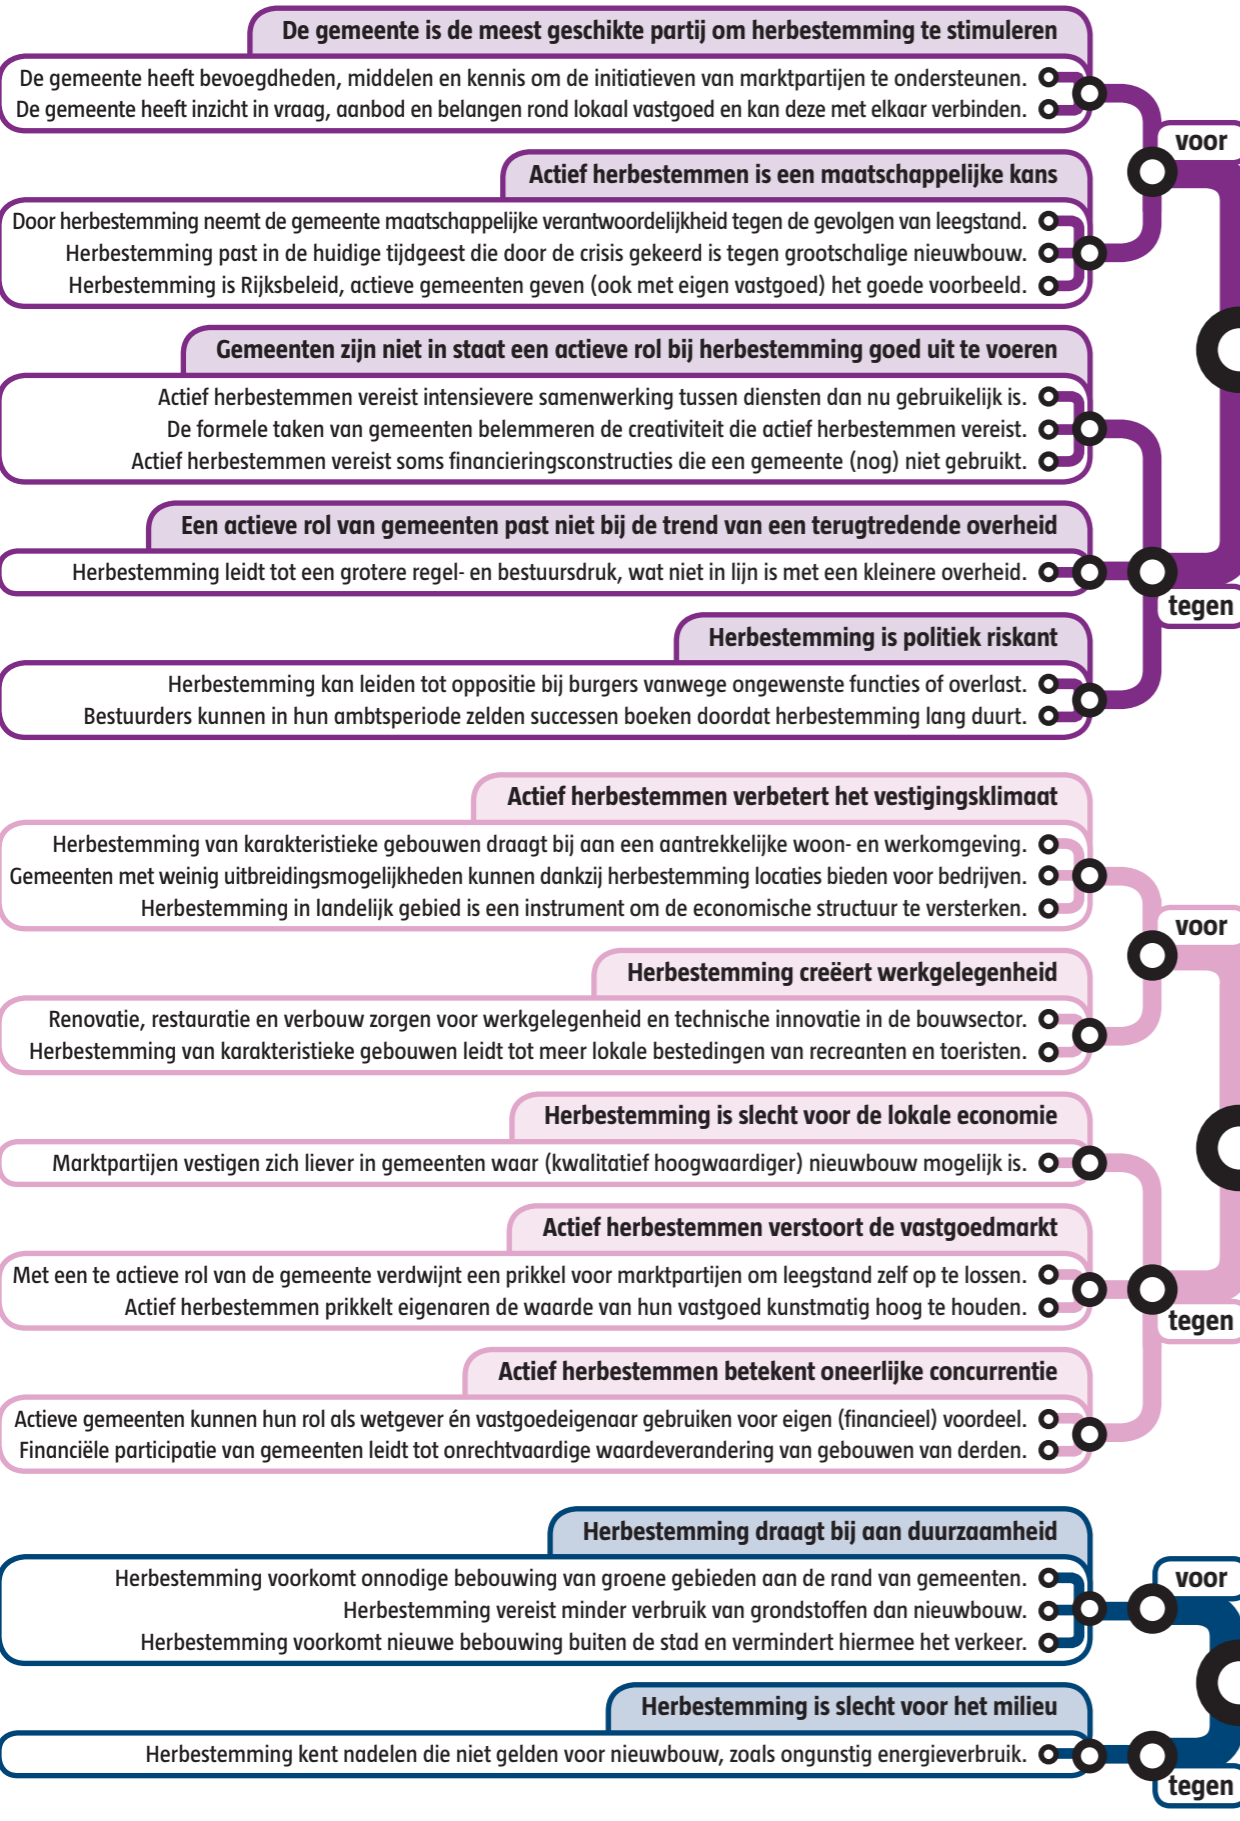 De gemeente is de meest geschikte partij om herbestemming te stimuleren
De gemeente heeft bevoegdheden, middelen en kennis om de initiatieven van marktpartijen te ondersteunen.
De gemeente heeft inzicht in vraag, aanbod en belangen rond lokaal vastgoed en kan deze met elkaar verbinden.
voor
Actief herbestemmen is een maatschappelijke kans
Door herbestemming neemt de gemeente maatschappelijke verantwoordelijkheid tegen de gevolgen van leegstand.
Herbestemming past in de huidige tijdgeest die door de crisis gekeerd is tegen grootschalige nieuwbouw.
Herbestemming is Rijksbeleid, actieve gemeenten geven (ook met eigen vastgoed) het goede voorbeeld.
Gemeenten zijn niet in staat een actieve rol bij herbestemming goed uit te voeren
Actief herbestemmen vereist intensievere samenwerking tussen diensten dan nu gebruikelijk is.
De formele taken van gemeenten belemmeren de creativiteit die actief herbestemmen vereist.
Actief herbestemmen vereist soms financieringsconstructies die een gemeente (nog) niet gebruikt.
Een actieve rol van gemeenten past niet bij de trend van een terugtredende overheid
Herbestemming leidt tot een grotere regel- en bestuursdruk, wat niet in lijn is met een kleinere overheid.
tegen
Herbestemming is politiek riskant
Herbestemming kan leiden tot oppositie bij burgers vanwege ongewenste functies of overlast.
Bestuurders kunnen in hun ambtsperiode zelden successen boeken doordat herbestemming lang duurt.
Actief herbestemmen verbetert het vestigingsklimaat
Herbestemming van karakteristieke gebouwen draagt bij aan een aantrekkelijke woon- en werkomgeving.
Gemeenten met weinig uitbreidingsmogelijkheden kunnen dankzij herbestemming locaties bieden voor bedrijven.
Herbestemming in landelijk gebied is een instrument om de economische structuur te versterken.
voor
Herbestemming creëert werkgelegenheid
Renovatie, restauratie en verbouw zorgen voor werkgelegenheid en technische innovatie in de bouwsector.
Herbestemming van karakteristieke gebouwen leidt tot meer lokale bestedingen van recreanten en toeristen.
Herbestemming is slecht voor de lokale economie
Marktpartijen vestigen zich liever in gemeenten waar (kwalitatief hoogwaardiger) nieuwbouw mogelijk is.
Actief herbestemmen verstoort de vastgoedmarkt
Met een te actieve rol van de gemeente verdwijnt een prikkel voor marktpartijen om leegstand zelf op te lossen.
Actief herbestemmen prikkelt eigenaren de waarde van hun vastgoed kunstmatig hoog te houden.
tegen
Actief herbestemmen betekent oneerlijke concurrentie
Actieve gemeenten kunnen hun rol als wetgever én vastgoedeigenaar gebruiken voor eigen (financieel) voordeel.
Financiële participatie van gemeenten leidt tot onrechtvaardige waardeverandering van gebouwen van derden.
Herbestemming draagt bij aan duurzaamheid
Herbestemming voorkomt onnodige bebouwing van groene gebieden aan de rand van gemeenten.
Herbestemming vereist minder verbruik van grondstoffen dan nieuwbouw.
Herbestemming voorkomt nieuwe bebouwing buiten de stad en vermindert hiermee het verkeer.
voor
Herbestemming is slecht voor het milieu
Herbestemming kent nadelen die niet gelden voor nieuwbouw, zoals ongunstig energieverbruik.
tegen